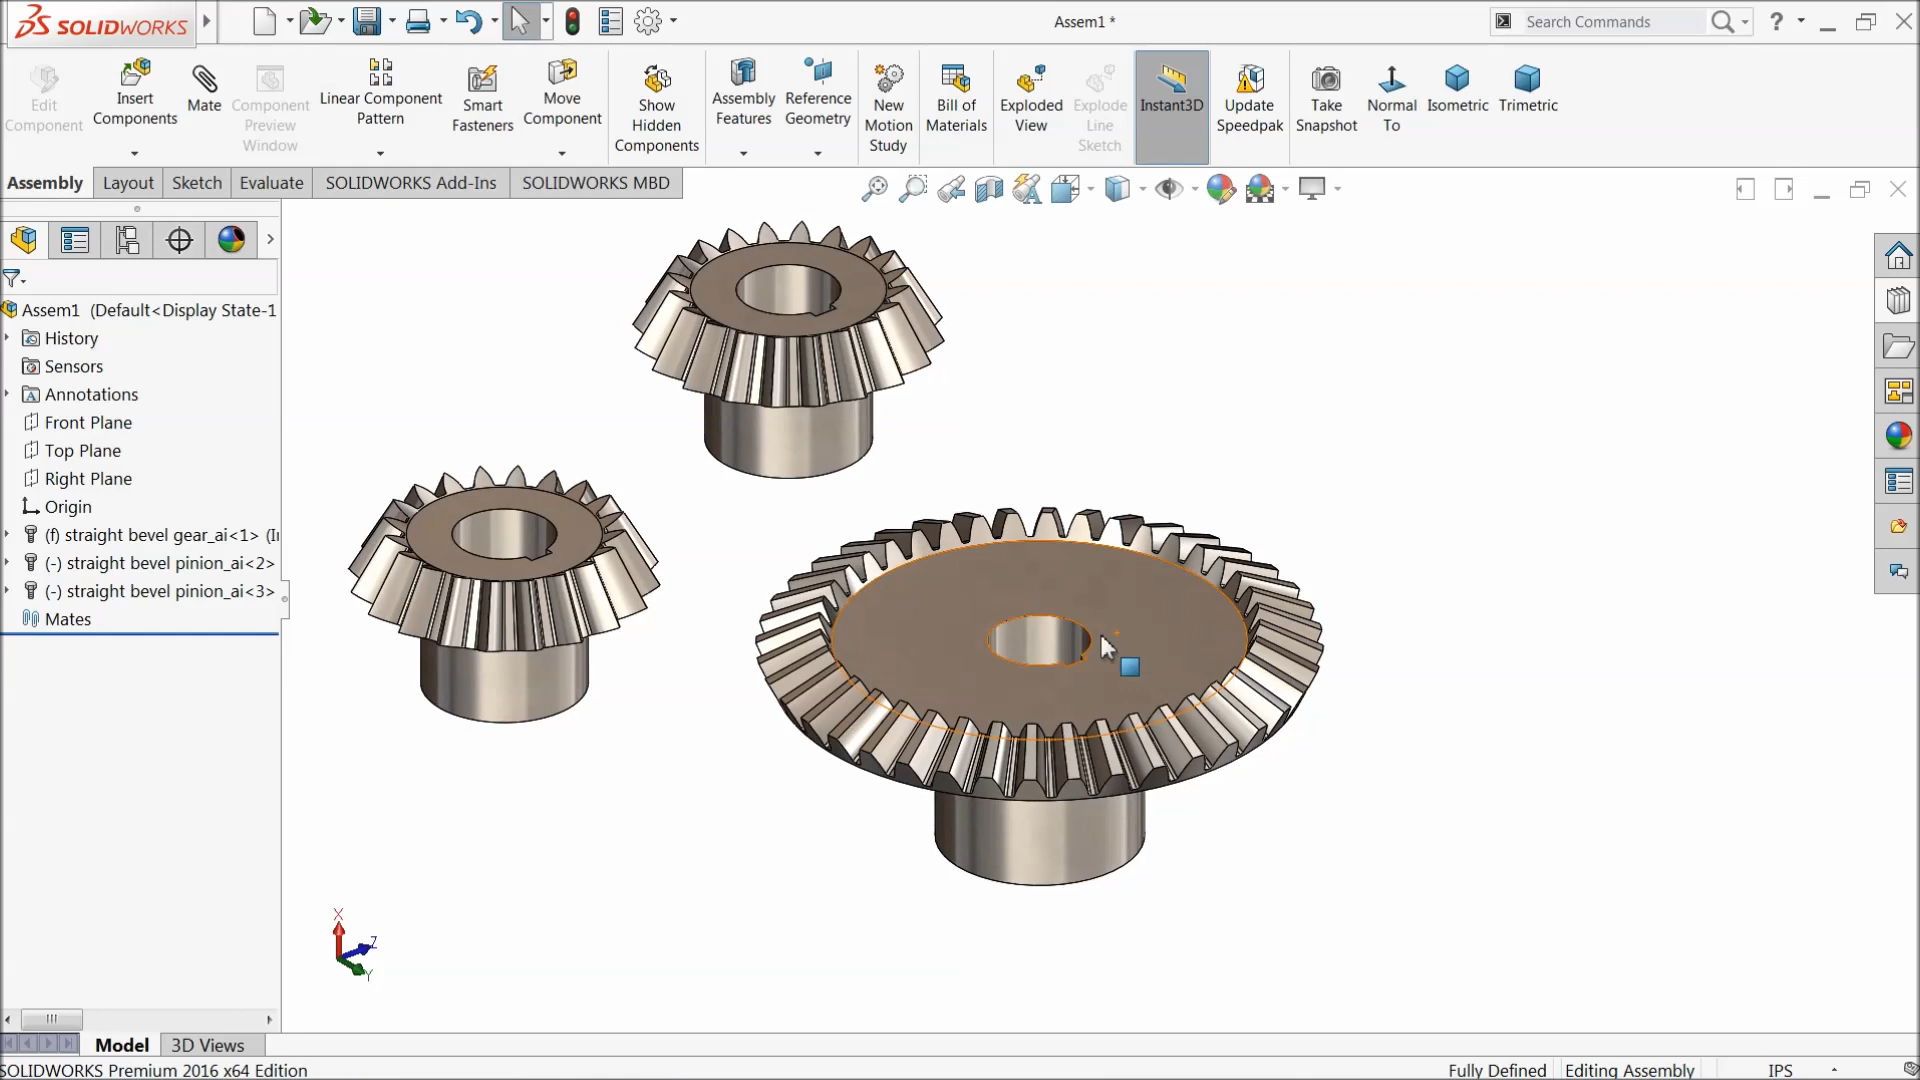 SOLIDWORKS
Assem1 *
Search Commands
?
Edit
Component
Insert
Components
Mate
Component
Preview
Window
Linear Component
Pattern
Smart
Fasteners
Move
Component
Show
Hidden
Components
Assembly
Features
Reference
Geometry
New
Motion
Study
Bill of
Materials
Exploded
View
Explode
Line
Sketch
Instant3D
Update
Speedpak
Take
Snapshot
Normal
To
Isometric
Trimetric
Assembly
Layout
Sketch
Evaluate
SOLIDWORKS Add-Ins
SOLIDWORKS MBD
Assem1 (Default<Display State-1
History
Sensors
Annotations
Front Plane
Top Plane
Right Plane
Origin
(f) straight bevel gear_ai<1> (I
(-) straight bevel pinion_ai<2>
(-) straight bevel pinion_ai<3>
Mates
X
Z
Y
Model
3D Views
SOLIDWORKS Premium 2016 x64 Edition
Fully Defined
Editing Assembly
IPS